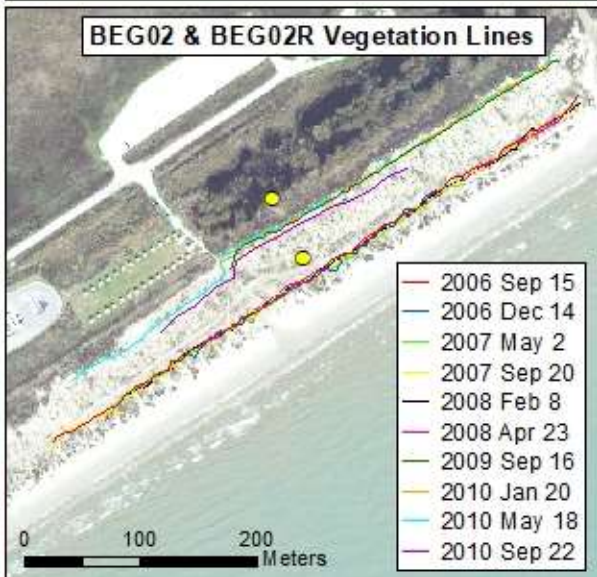 BEG02 & BEG02R Vegetation Lines
2006 Sep 15
2006 Dec 14
2007 May 2
2007 Sep 20
2008 Feb 8
2008 Apr 23
2009 Sep 16
2010 Jan 20
2010 May 18
2010 Sep 22
0 100 200
Meters